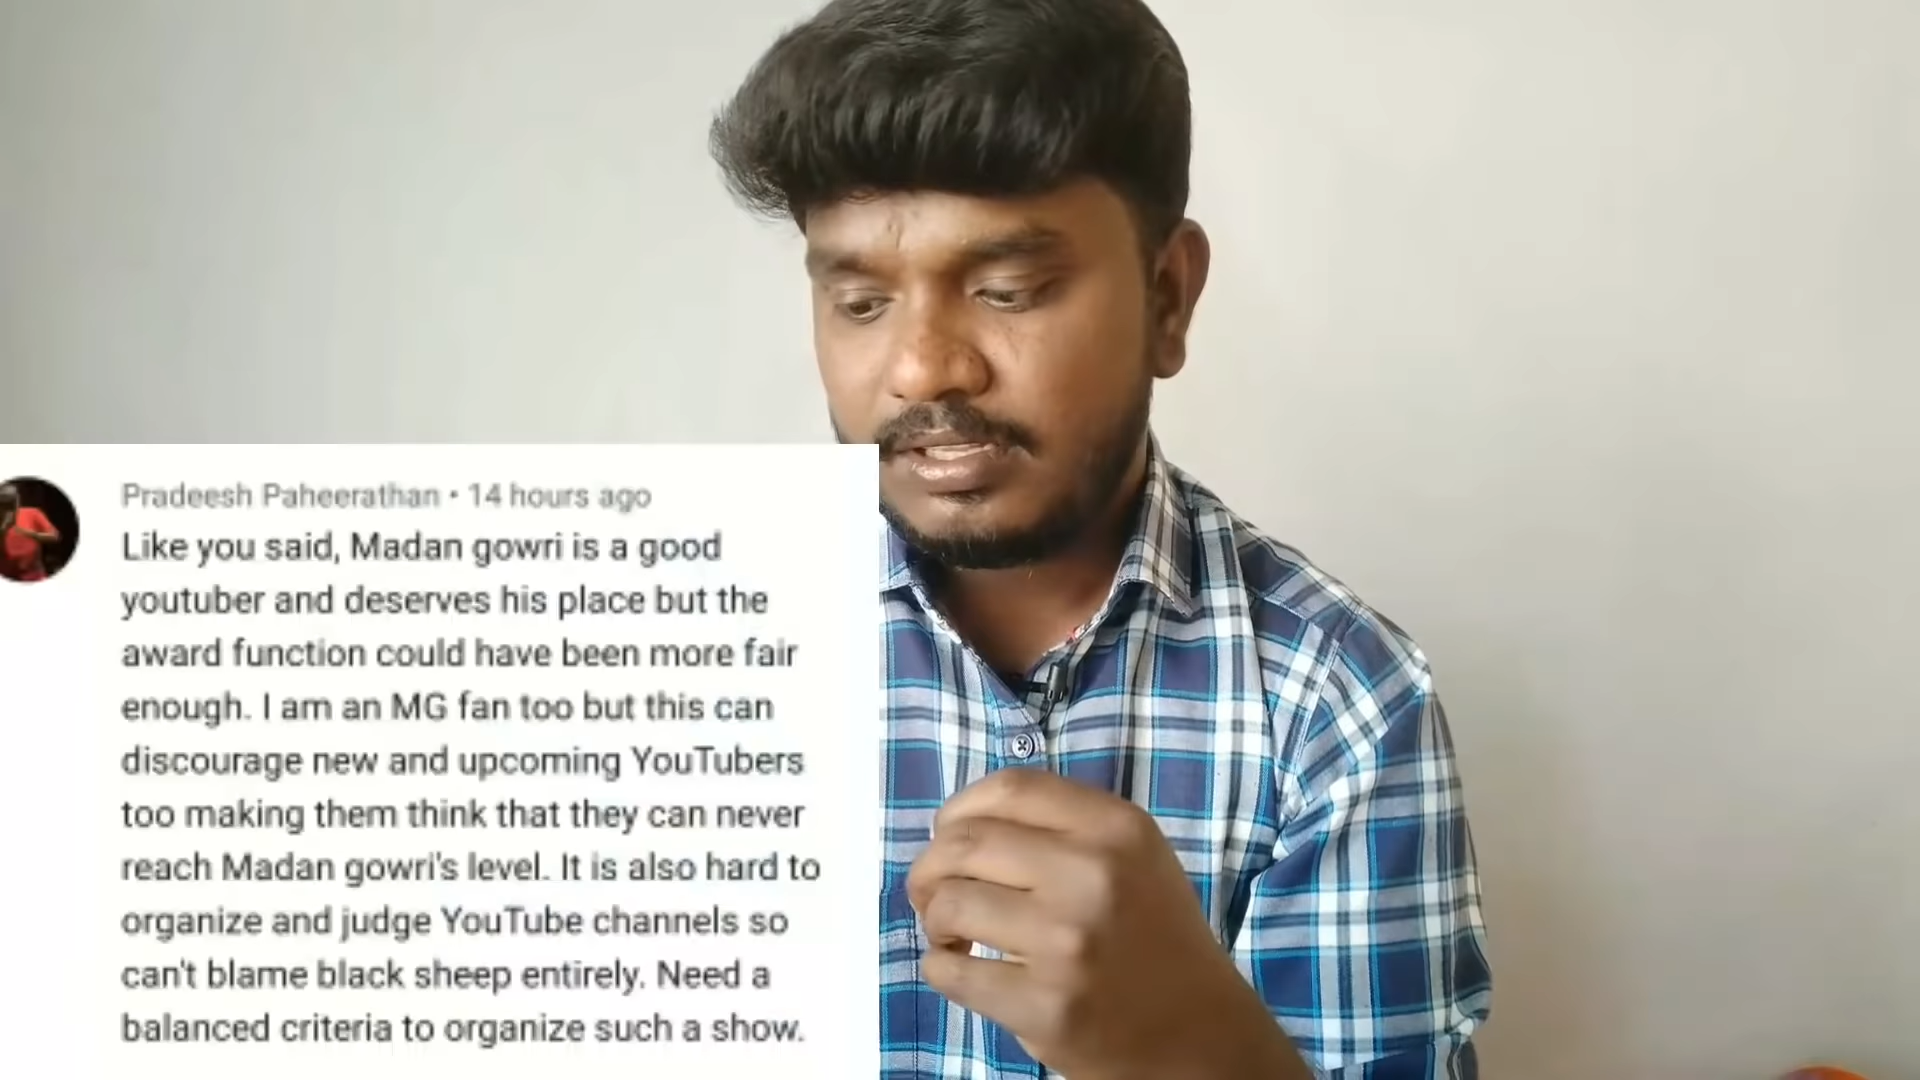 Pradeesh Paheerathan • 14 hours ago
Like you said, Madan gowri is a good
youtuber and deserves his place but the
award function could have been more fair
enough. I am an MG fan too but this can
discourage new and upcoming YouTubers
too making them think that they can never
reach Madan gowri's level. It is also hard to
organize and judge YouTube channels so
can't blame black sheep entirely. Need a
balanced criteria to organize such a show.